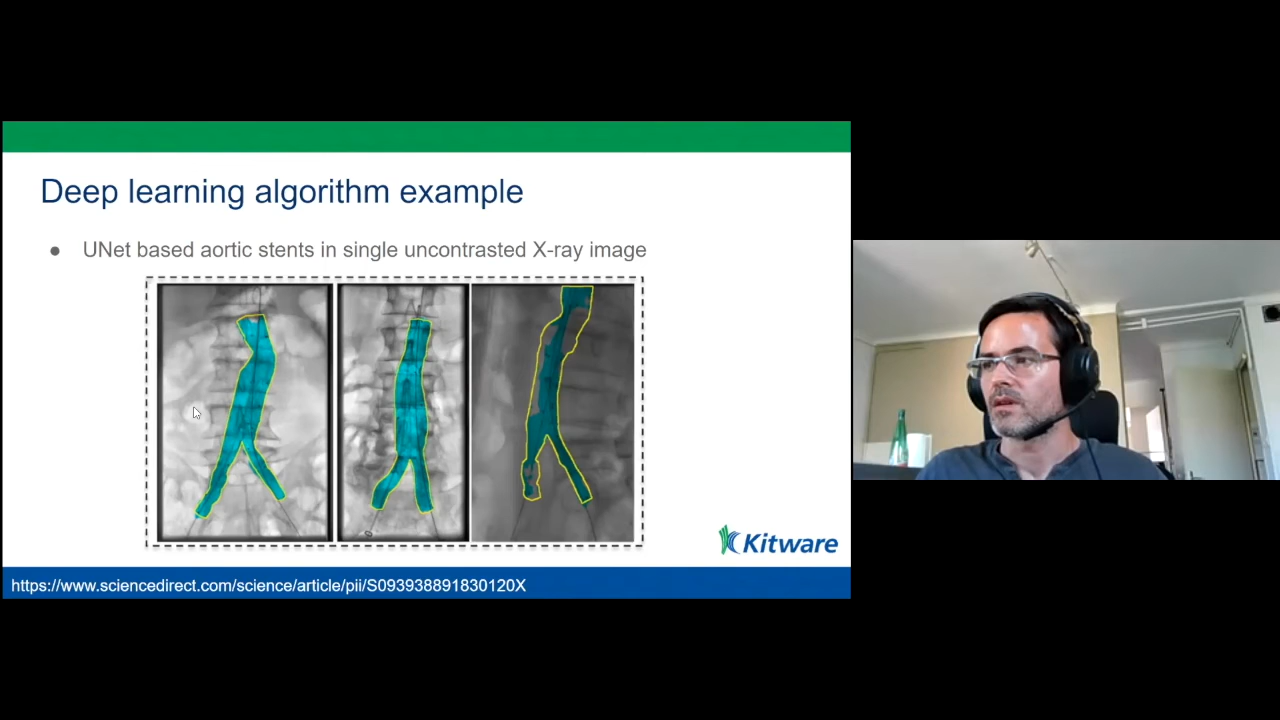 Deep learning algorithm example
● UNet based aortic stents in single uncontrasted X-ray image
Kitware
https://www.sciencedirect.com/science/article/pii/S093938891830120X